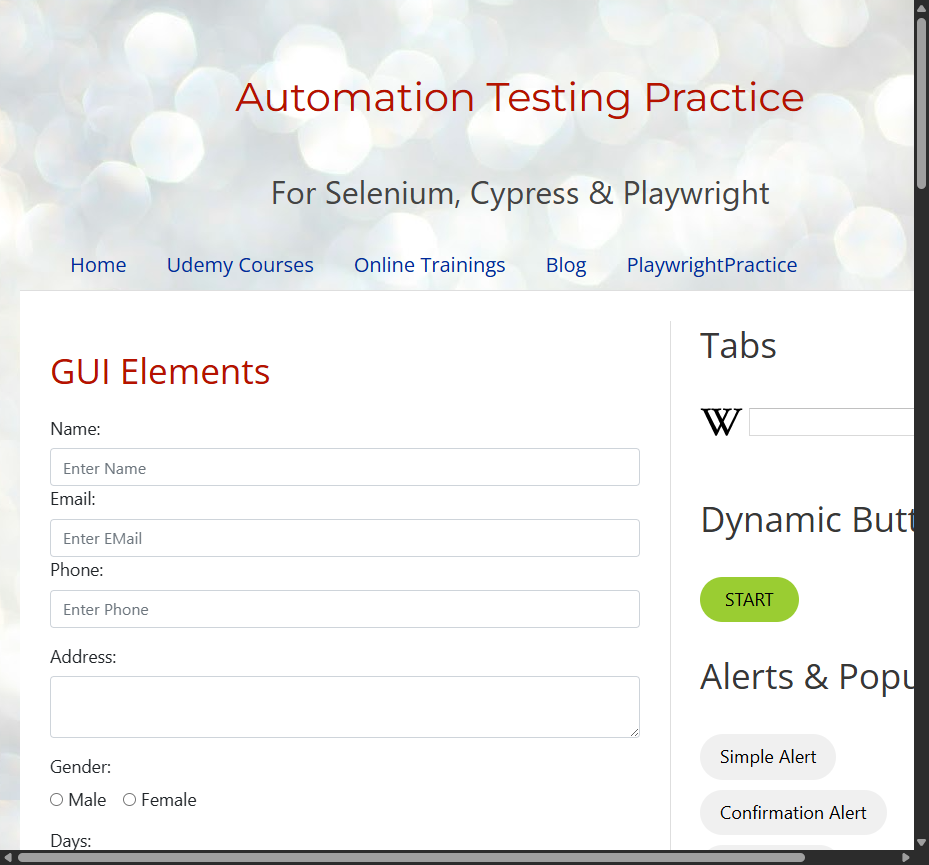 Automation Testing Practice
For Selenium, Cypress & Playwright
Home Udemy Courses Online Trainings Blog PlaywrightPractice
GUI Elements
Name:
Enter Name
Email:
Enter EMail
Phone:
Enter Phone
Address:
Gender:
Male Female
Days:
Tabs
W
Dynamic
START
Alerts &
Simple Alert
Confirmation Alert